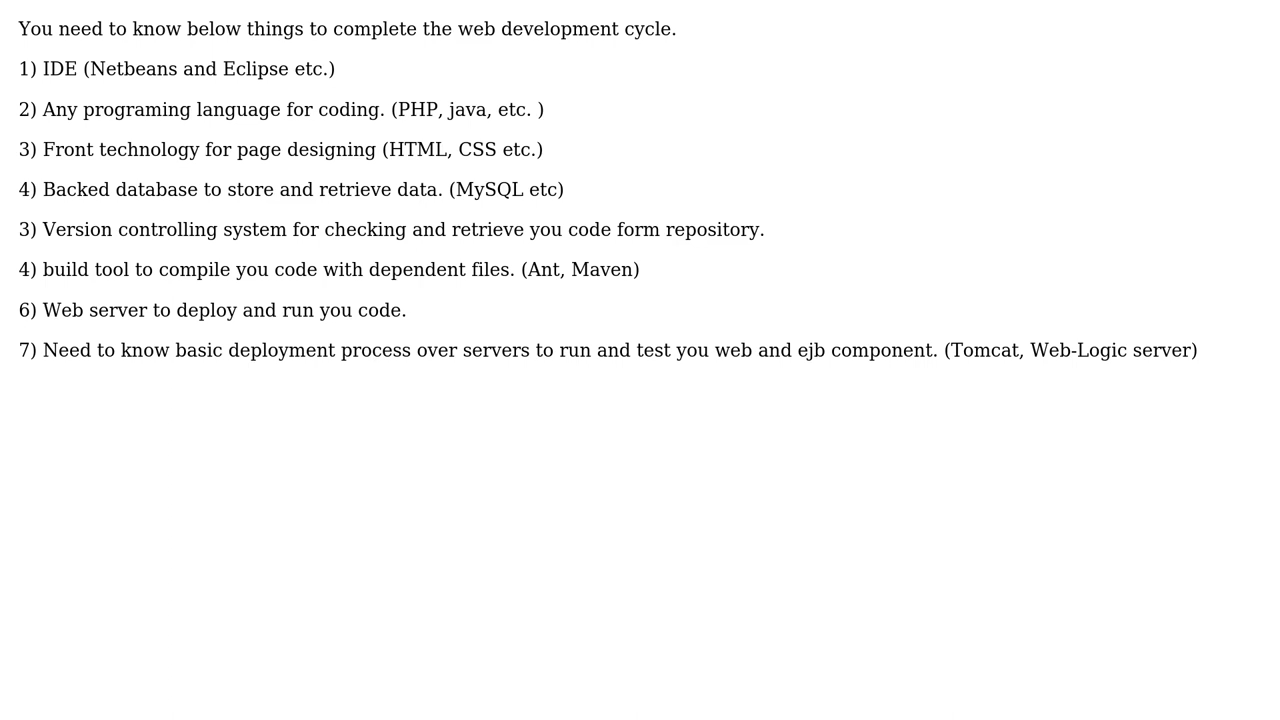 You need to know below things to complete the web development cycle.
1) IDE (Netbeans and Eclipse etc.)
2) Any programing language for coding. (PHP, java, etc. )
3) Front technology for page designing (HTML, CSS etc.)
4) Backed database to store and retrieve data. (MySQL etc)
3) Version controlling system for checking and retrieve you code form repository.
4) build tool to compile you code with dependent files. (Ant, Maven)
6) Web server to deploy and run you code.
7) Need to know basic deployment process over servers to run and test you web and ejb component. (Tomcat, Web-Logic server)